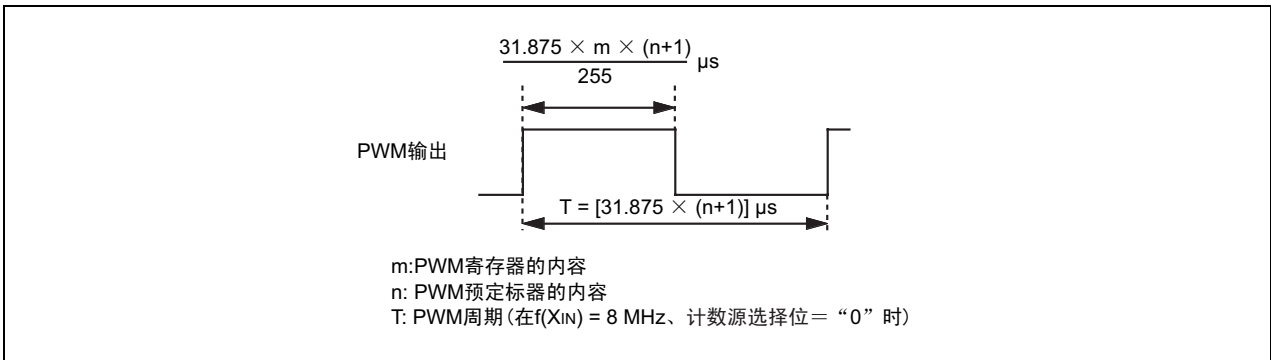 31.875 × m × (n+1)
255
μs
PWM输出
T = [31.875 × (n+1)] μs
m:PWM寄存器的内容
n: PWM预定标器的内容
T: PWM周期(在f(XIN) = 8 MHz、计数源选择位=“0”时)